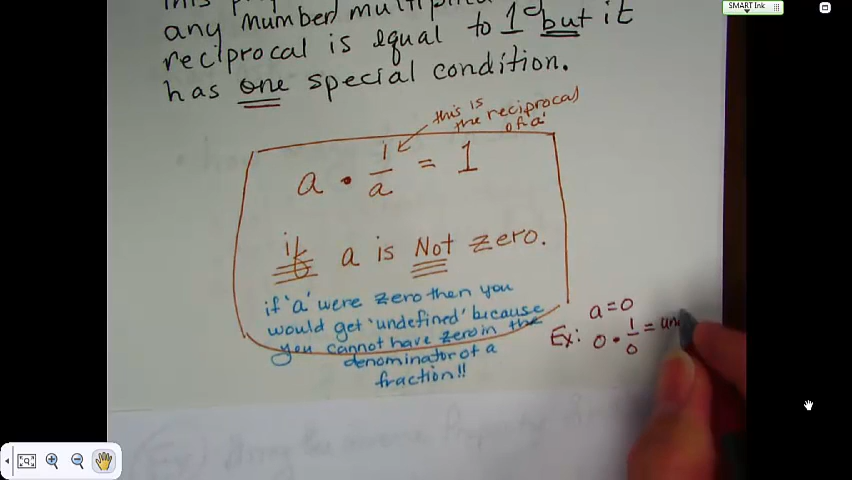 SMART Ink
any number
reciprocal is equal to 1 but it
has one special condition.
this is
the reciprocal
of 'a'
a · 1/a = 1
if a is Not zero.
if 'a' were zero then you
would get 'undefined' because
you cannot have zero in the
denominator of a
fraction!!
a=0
Ex: 0 · 1/0 = un